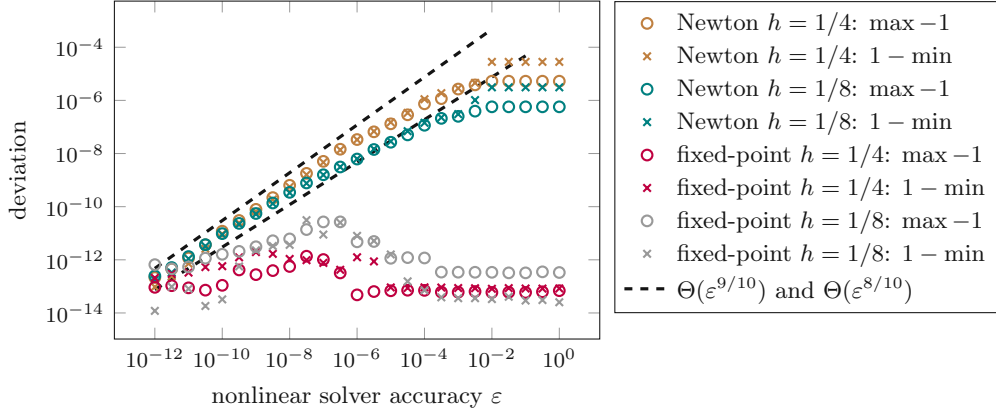 10^{-4}
10^{-6}
10^{-8}
10^{-10}
10^{-12}
10^{-14}
deviation
10^{-12} 10^{-10} 10^{-8} 10^{-6} 10^{-4} 10^{-2} 10^{0}
nonlinear solver accuracy ε
Newton h = 1/4: max −1
Newton h = 1/4: 1 − min
Newton h = 1/8: max −1
Newton h = 1/8: 1 − min
fixed-point h = 1/4: max −1
fixed-point h = 1/4: 1 − min
fixed-point h = 1/8: max −1
fixed-point h = 1/8: 1 − min
Θ(ε^{9/10}) and Θ(ε^{8/10})